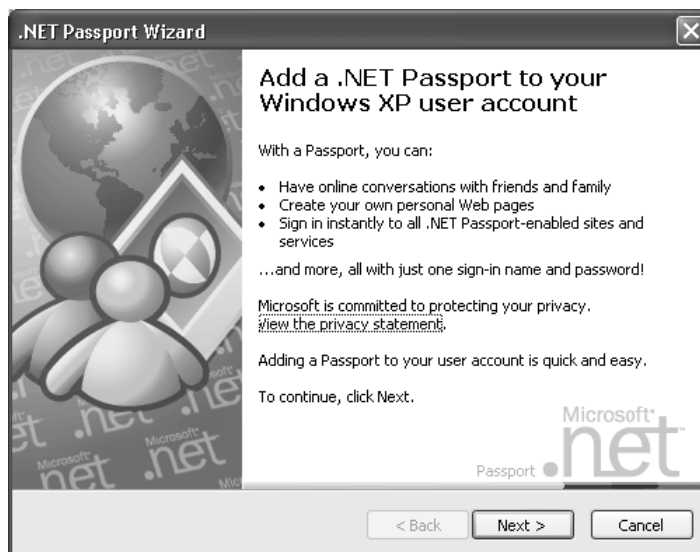 .NET Passport Wizard
Add a .NET Passport to your
Windows XP user account
With a Passport, you can:
• Have online conversations with friends and family
• Create your own personal Web pages
• Sign in instantly to all .NET Passport-enabled sites and
services
...and more, all with just one sign-in name and password!
Microsoft is committed to protecting your privacy.
View the privacy statement.
Adding a Passport to your user account is quick and easy.
To continue, click Next.
Microsoft
Passport .net
Microsoft
.net
Microsoft
.net
< Back
Next >
Cancel